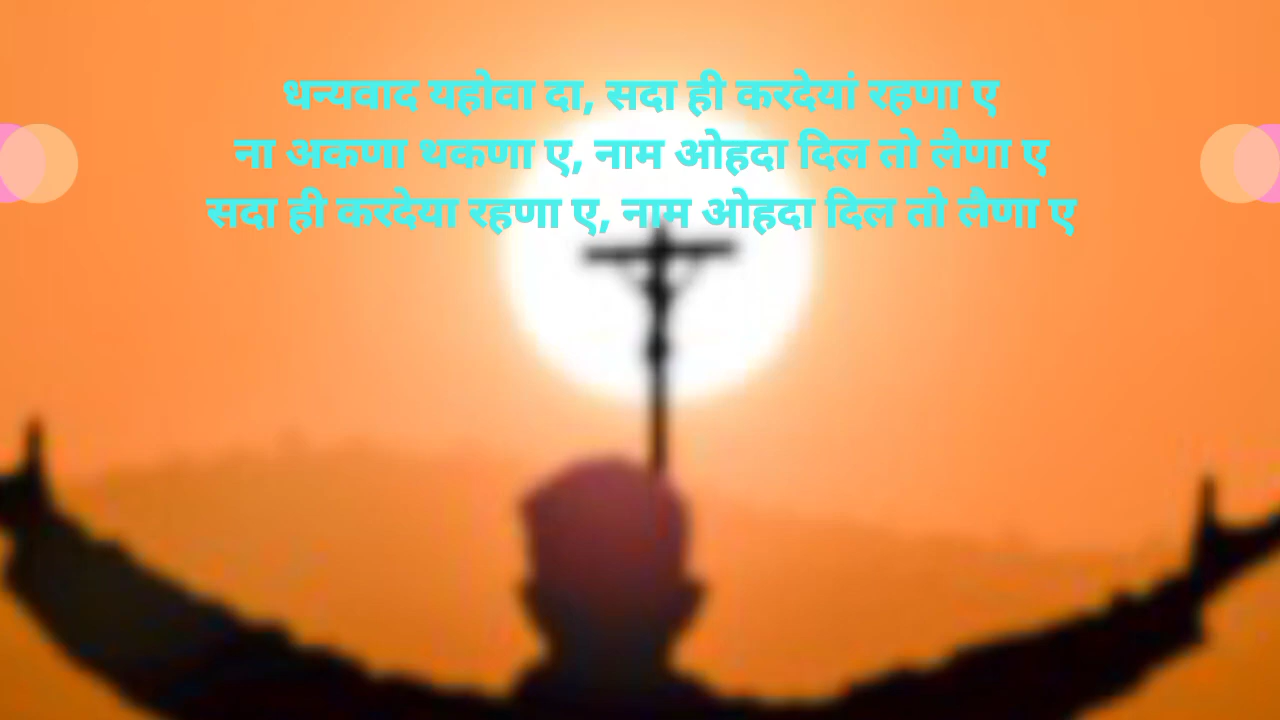 धन्यवाद यहोवा दा, सदा ही करदेयां रहणा ए
ना अकणा थकणा ए, नाम ओहदा दिल तो लैणा ए
सदा ही करदेया रहणा ए, नाम ओहदा दिल तो लैणा ए